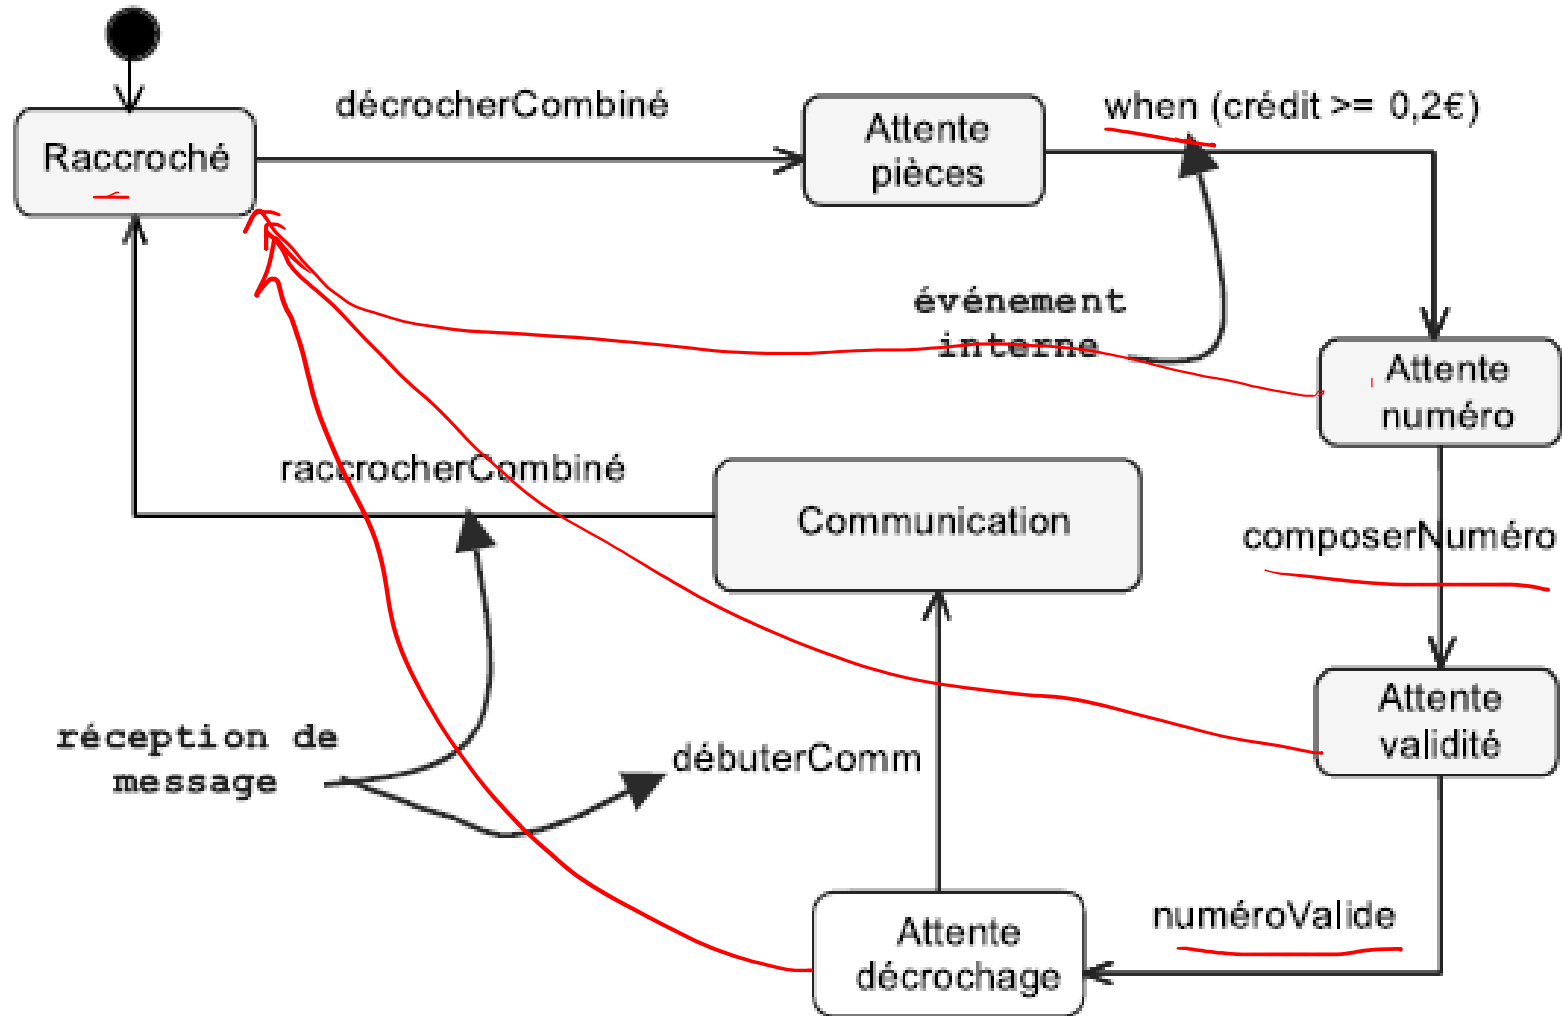 décrocherCombiné
Raccroché
Attente
pièces
when (crédit >= 0,2€)
événement
interne
Attente
numéro
raccrocherCombiné
Communication
composerNuméro
Attente
validité
réception de
message
débuterComm
numéroValide
Attente
décrochage